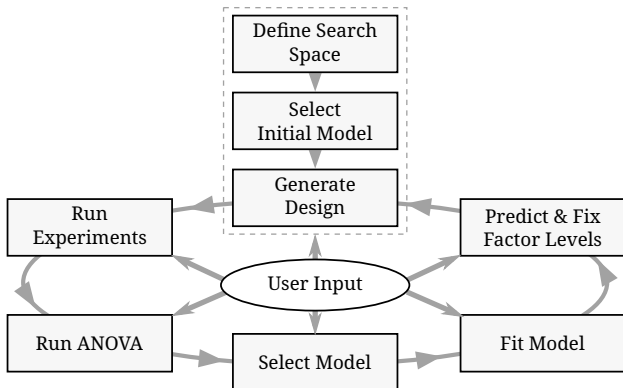 Define Search
Space
Select
Initial Model
Generate
Design
Run
Experiments
Predict & Fix
Factor Levels
User Input
Run ANOVA
Select Model
Fit Model